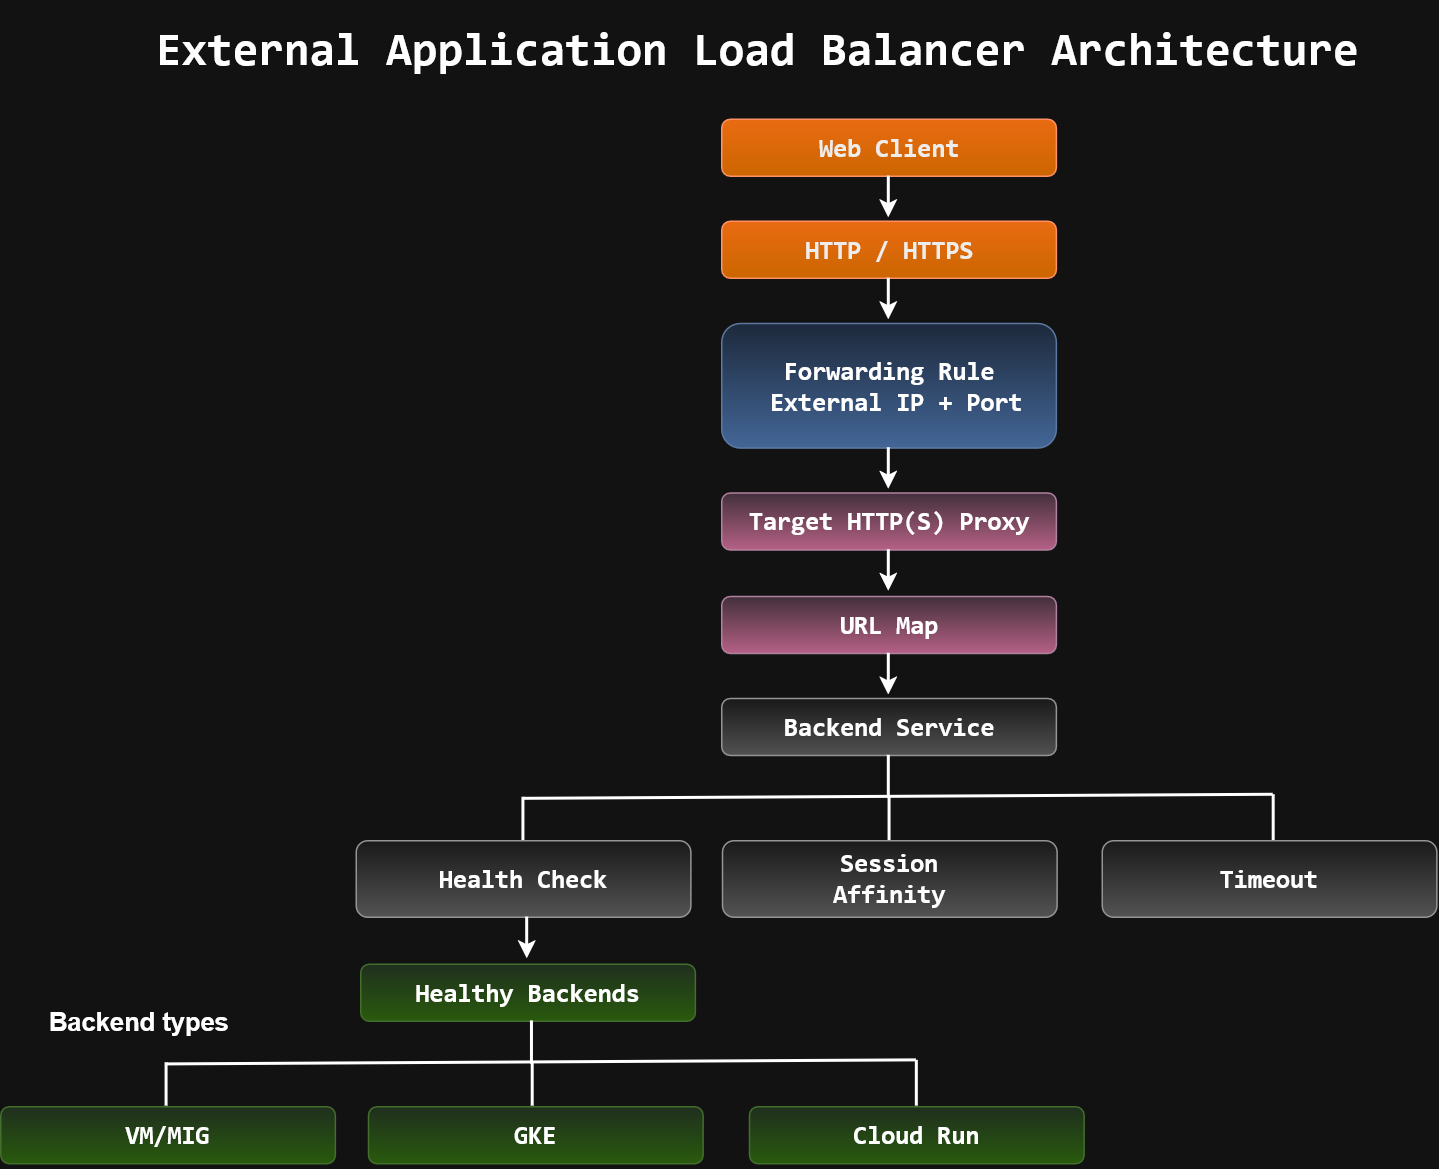 External Application Load Balancer Architecture
Web Client
HTTP / HTTPS
Forwarding Rule
External IP + Port
Target HTTP(S) Proxy
URL Map
Backend Service
Health Check
Session
Affinity
Timeout
Healthy Backends
Backend types
VM/MIG
GKE
Cloud Run